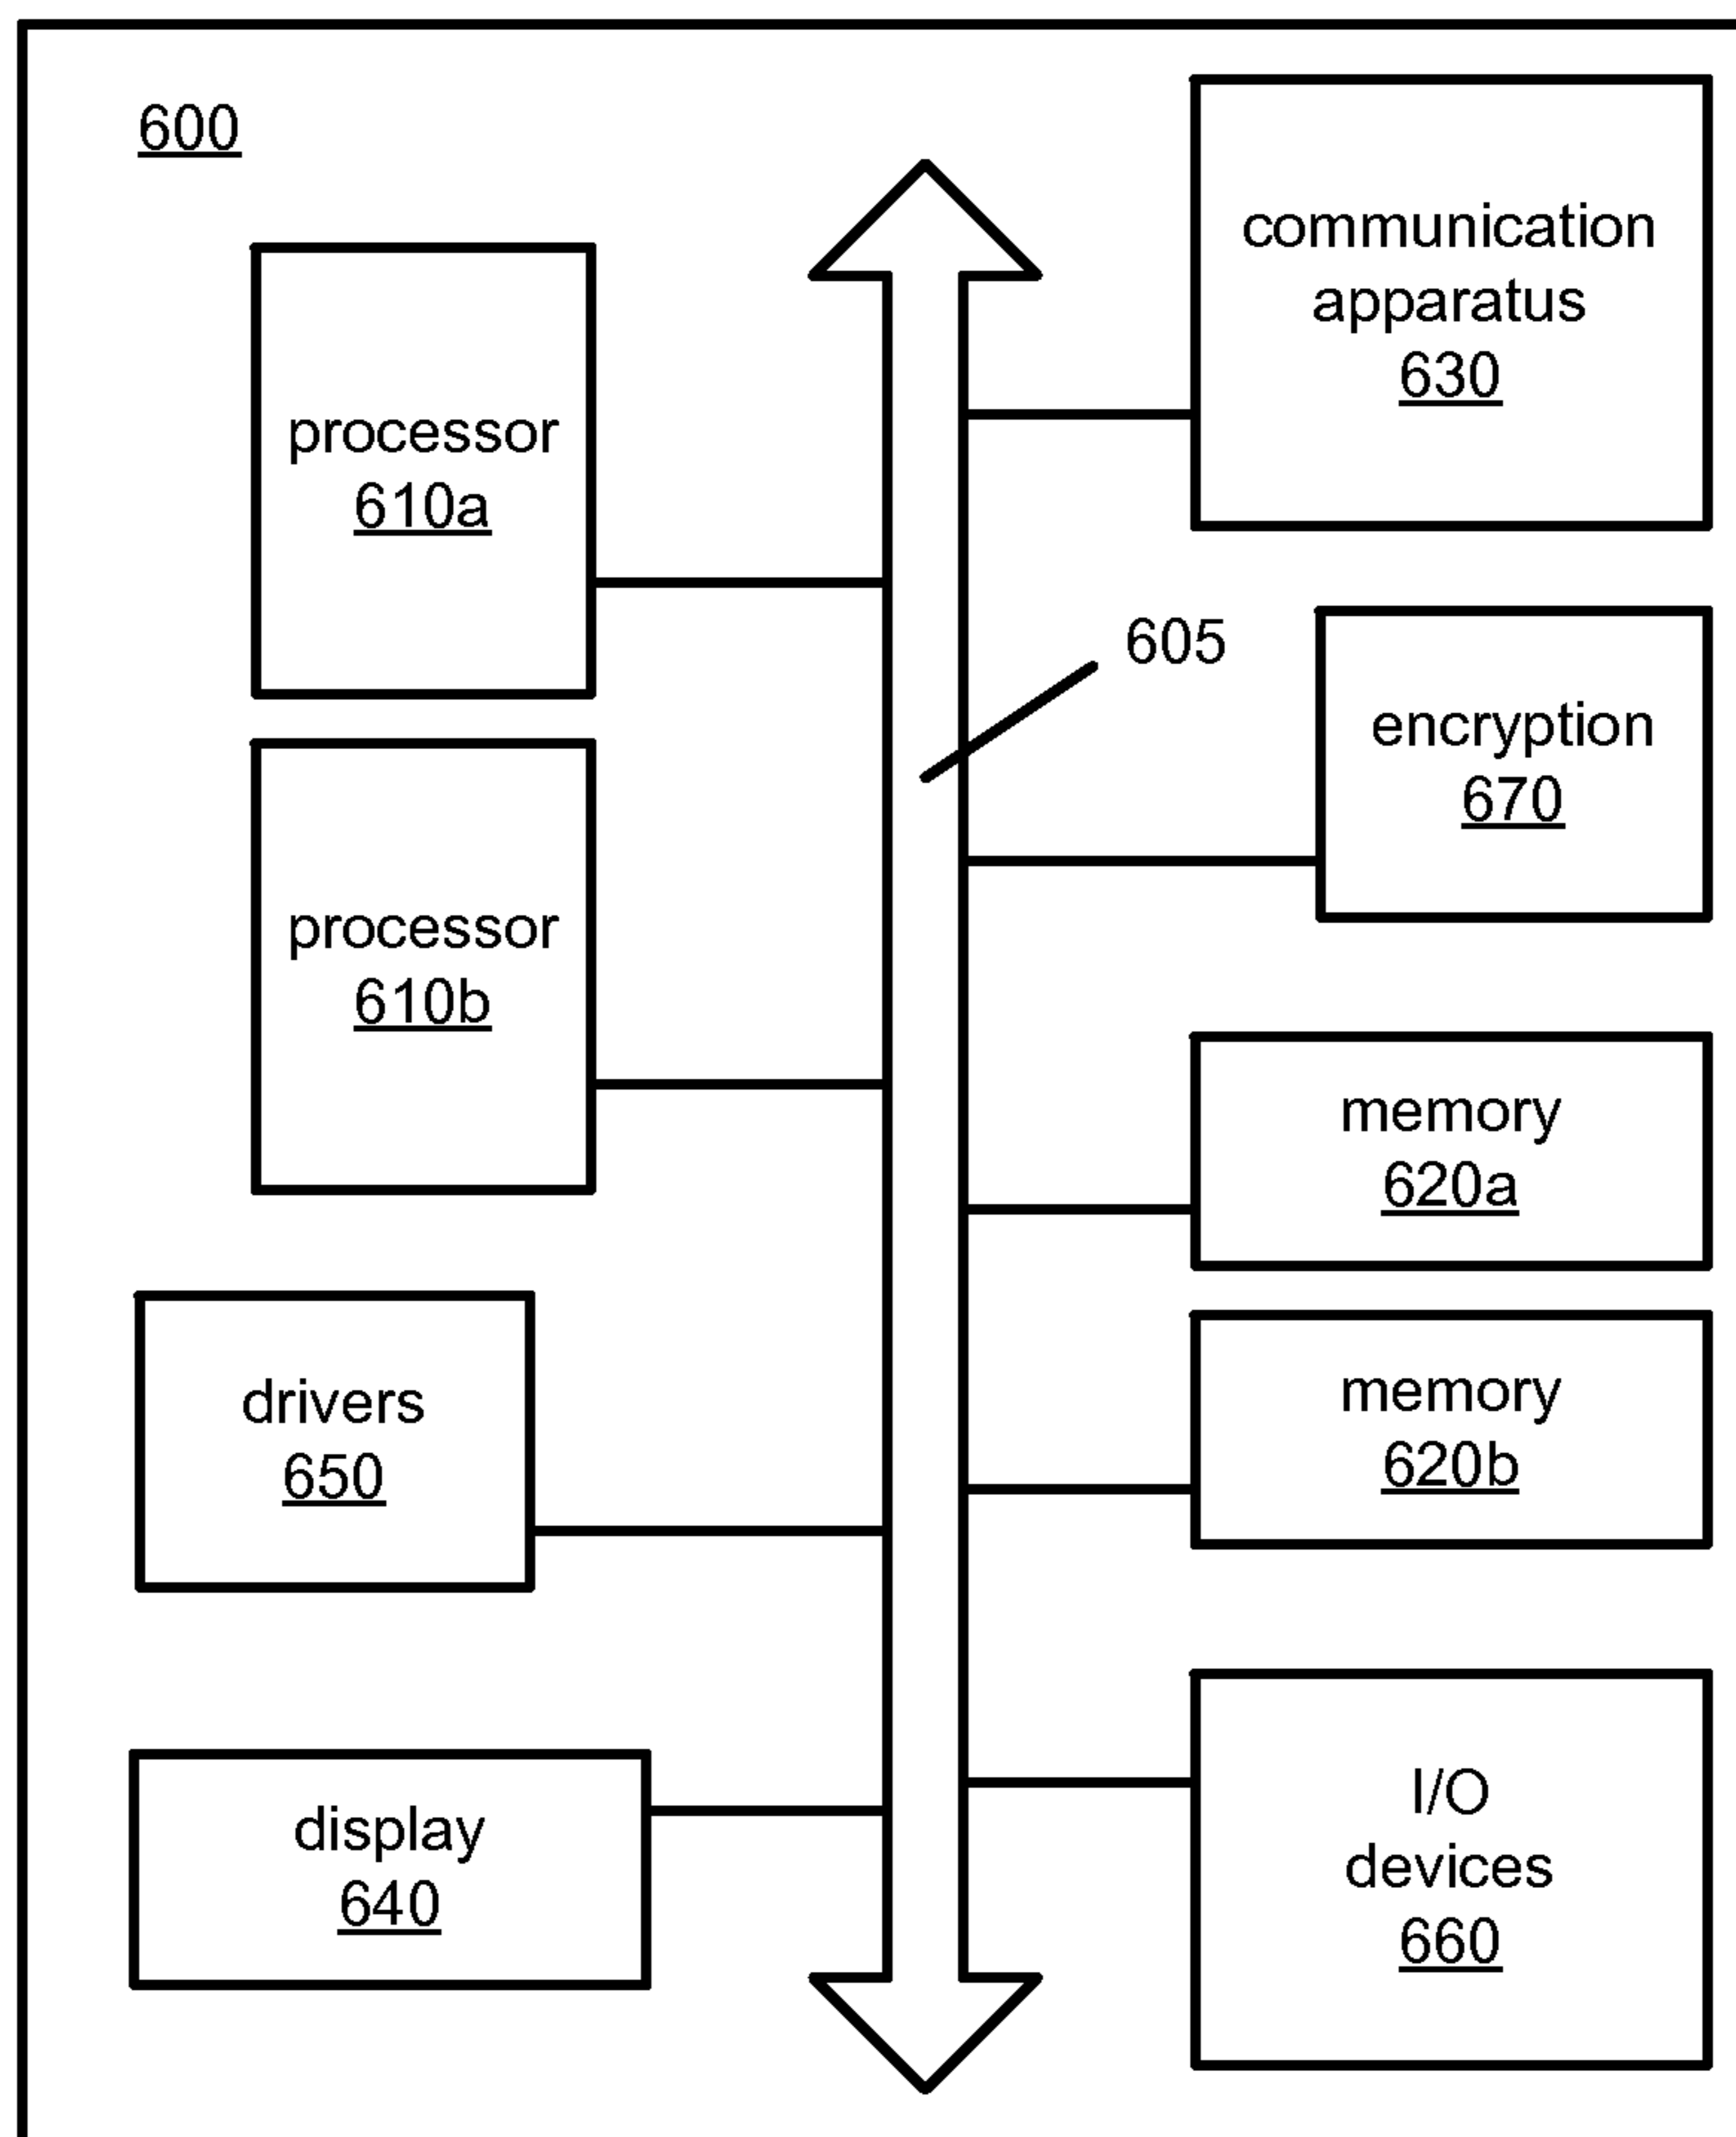 600
communication
apparatus
630
processor
610a
605
encryption
670
processor
610b
memory
620a
drivers
650
memory
620b
display
640
I/O
devices
660